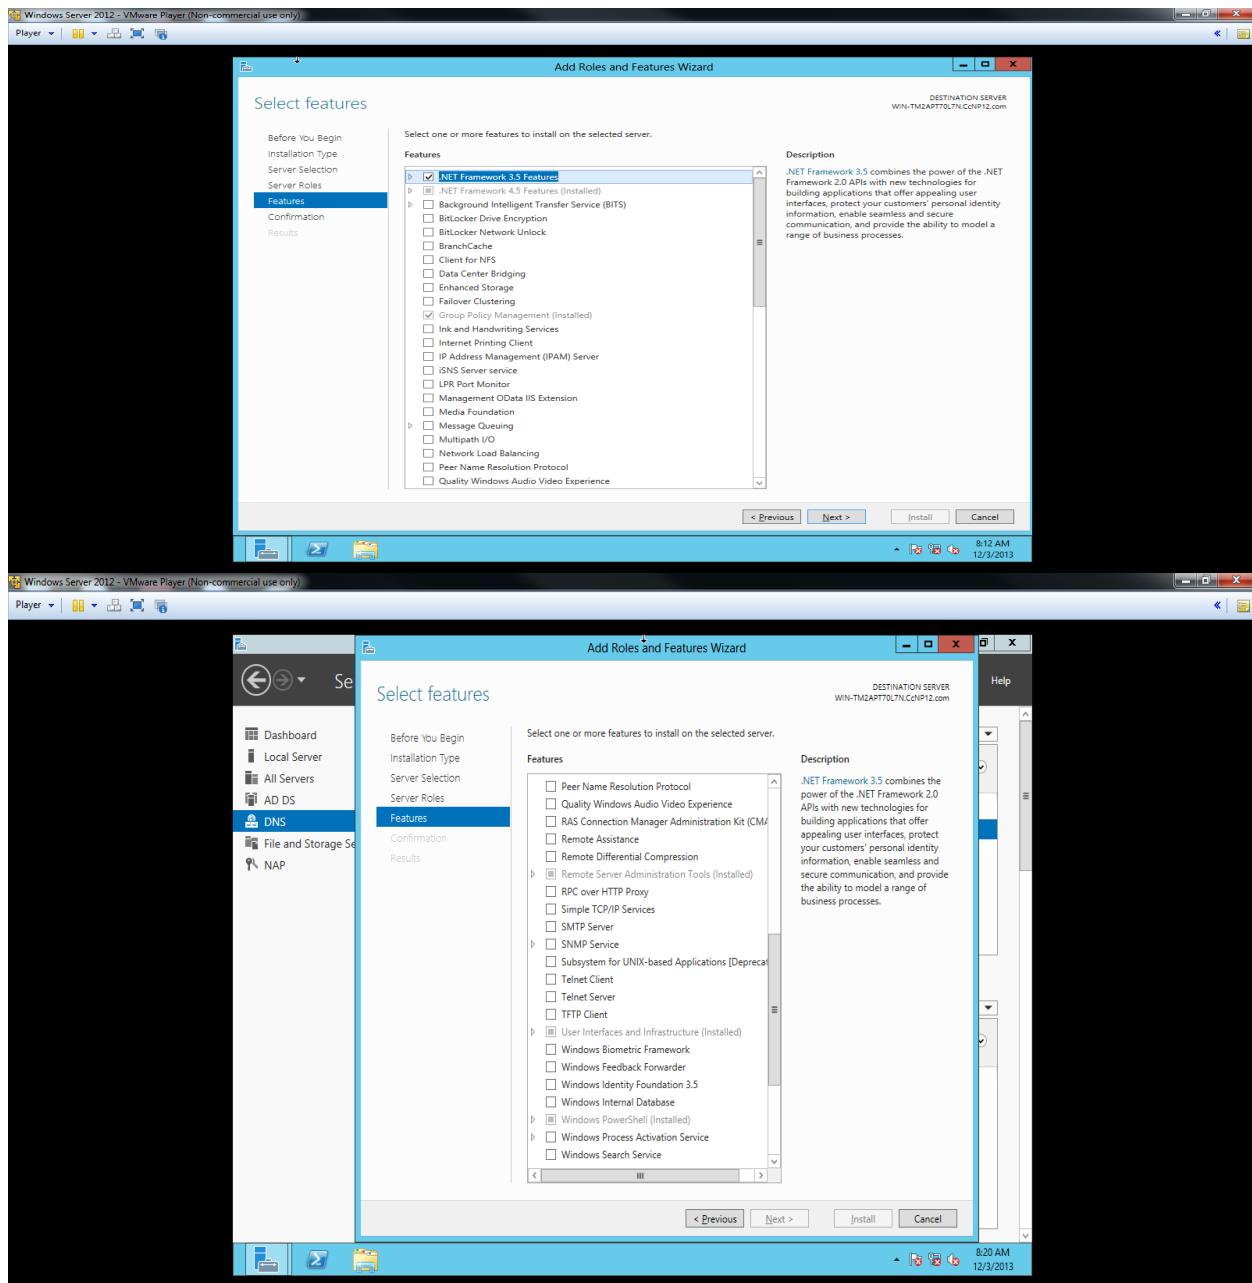 Windows Server 2012 - VMware Player (Non-commercial use only)
Player
Add Roles and Features Wizard
Select features
DESTINATION SERVER
WIN-TM2APT70L7N.CcNP12.com
Before You Begin
Installation Type
Server Selection
Server Roles
Features
Confirmation
Results
Select one or more features to install on the selected server.
Features
.NET Framework 3.5 Features
.NET Framework 4.5 Features (Installed)
Background Intelligent Transfer Service (BITS)
BitLocker Drive Encryption
BitLocker Network Unlock
BranchCache
Client for NFS
Data Center Bridging
Enhanced Storage
Failover Clustering
Group Policy Management (Installed)
Ink and Handwriting Services
Internet Printing Client
IP Address Management (IPAM) Server
iSNS Server service
LPR Port Monitor
Management OData IIS Extension
Media Foundation
Message Queuing
Multipath I/O
Network Load Balancing
Peer Name Resolution Protocol
Quality Windows Audio Video Experience
Description
.NET Framework 3.5 combines the power of the .NET
Framework 2.0 APIs with new technologies for
building applications that offer appealing user
interfaces, protect your customers' personal identity
information, enable seamless and secure
communication, and provide the ability to model a
range of business processes.
< Previous
Next >
Install
Cancel
8:12 AM
12/3/2013
Windows Server 2012 - VMware Player (Non-commercial use only)
Player
Add Roles and Features Wizard
Se
Help
Dashboard
Local Server
All Servers
AD DS
DNS
File and Storage Se
NAP
Select features
DESTINATION SERVER
WIN-TM2APT70L7N.CcNP12.com
Before You Begin
Installation Type
Server Selection
Server Roles
Features
Confirmation
Results
Select one or more features to install on the selected server.
Features
Peer Name Resolution Protocol
Quality Windows Audio Video Experience
RAS Connection Manager Administration Kit (CMA
Remote Assistance
Remote Differential Compression
Remote Server Administration Tools (Installed)
RPC over HTTP Proxy
Simple TCP/IP Services
SMTP Server
SNMP Service
Subsystem for UNIX-based Applications [Deprecat
Telnet Client
Telnet Server
TFTP Client
User Interfaces and Infrastructure (Installed)
Windows Biometric Framework
Windows Feedback Forwarder
Windows Identity Foundation 3.5
Windows Internal Database
Windows PowerShell (Installed)
Windows Process Activation Service
Windows Search Service
Description
.NET Framework 3.5 combines the
power of the .NET Framework 2.0
APIs with new technologies for
building applications that offer
appealing user interfaces, protect
your customers' personal identity
information, enable seamless and
secure communication, and provide
the ability to model a range of
business processes.
< Previous
Next >
Install
Cancel
8:20 AM
12/3/2013